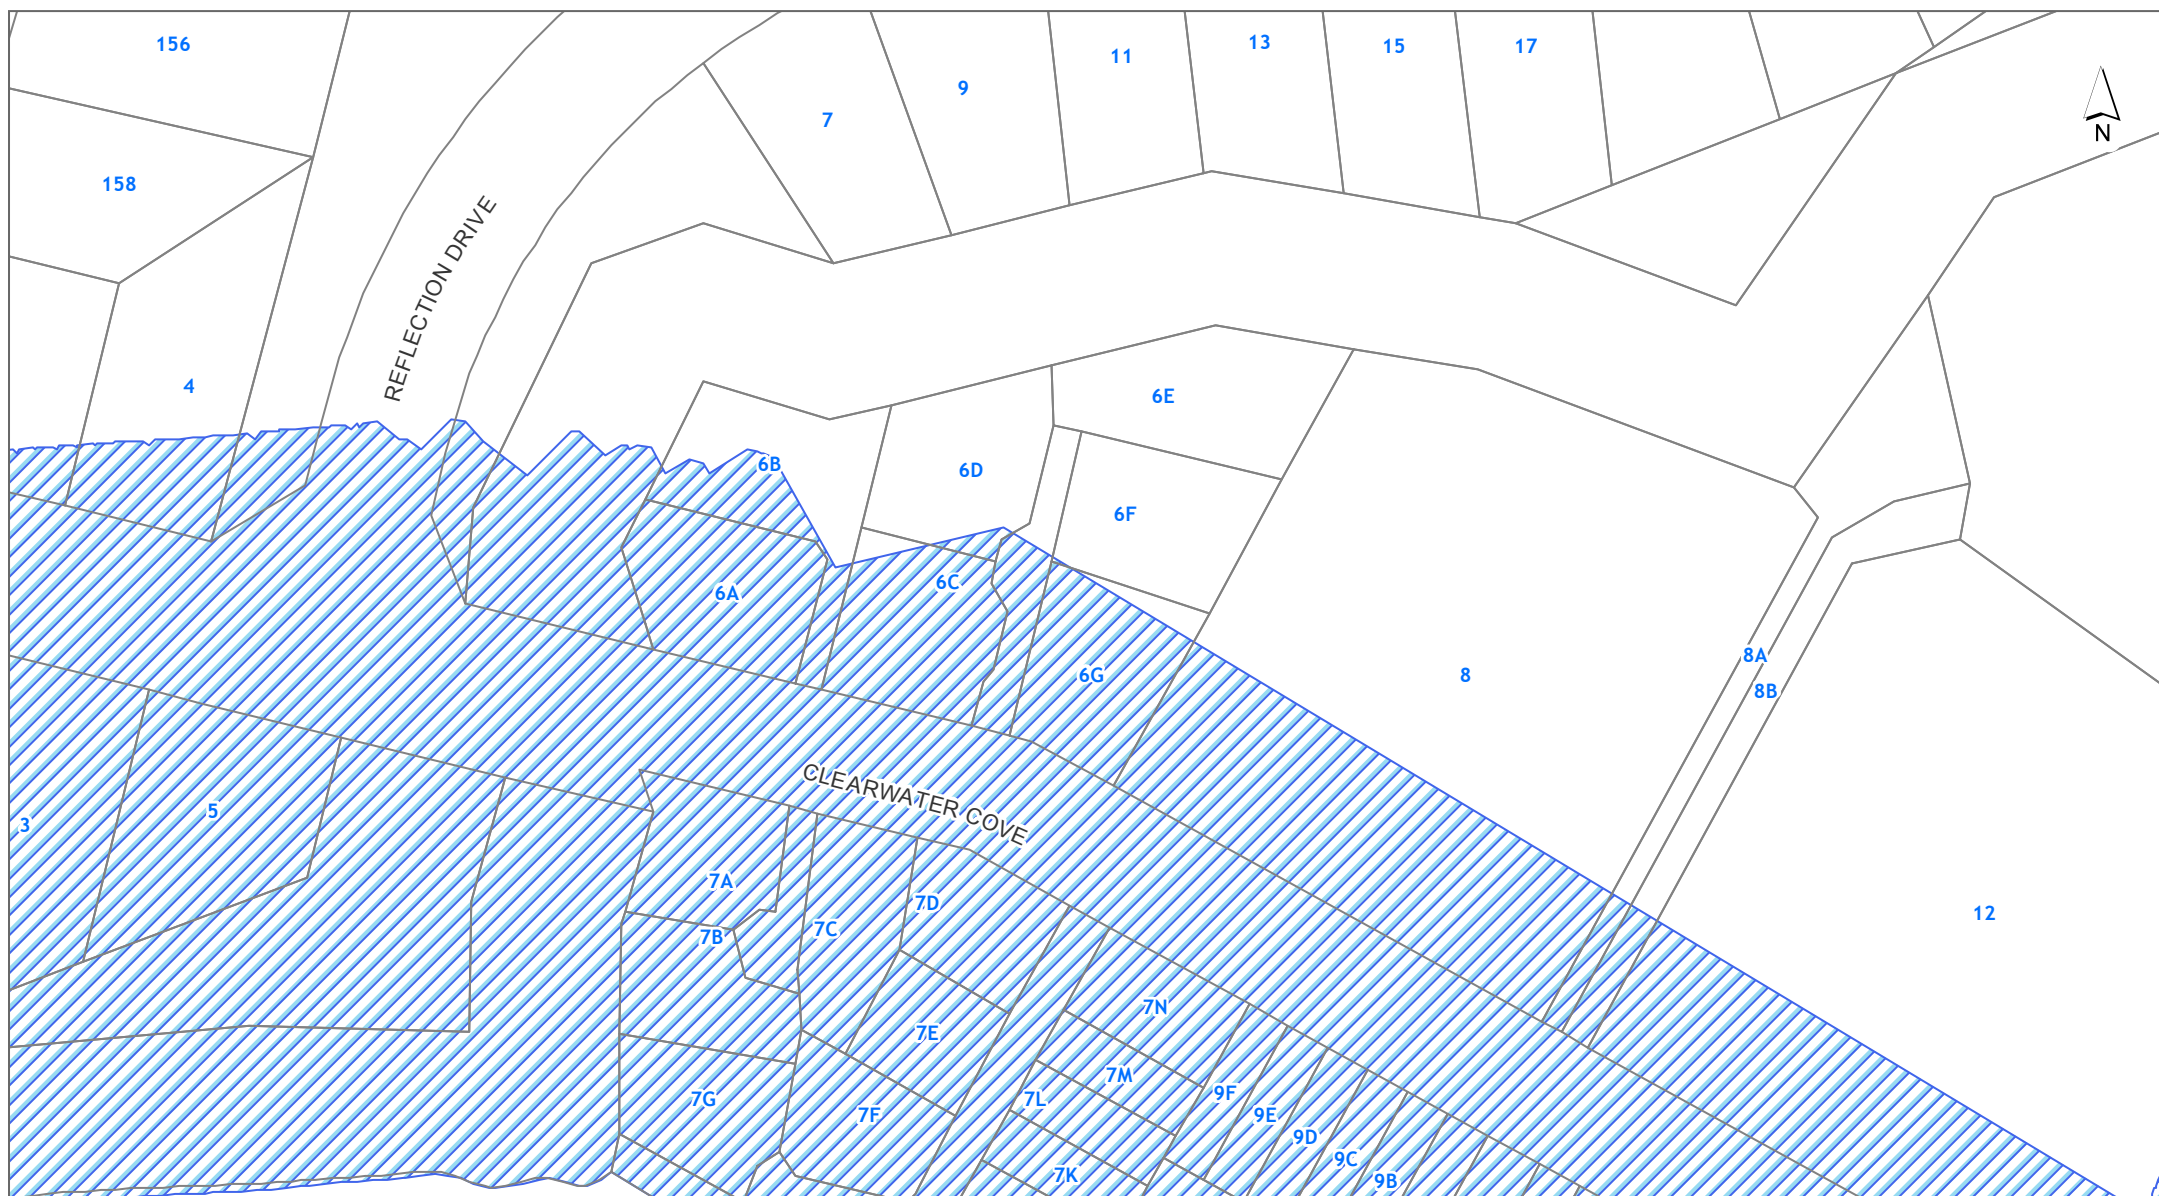 156
13
15
17
11
9
7
N
158
REFLECTION DRIVE
4
6E
6B
6D
6F
6C
6A
8A
6G
8
8B
CLEARWATER COVE
5
3
7A
7D
12
7C
7B
7N
7E
7M
9F
7G
7L
7F
9E
9D
9C
7K
9B